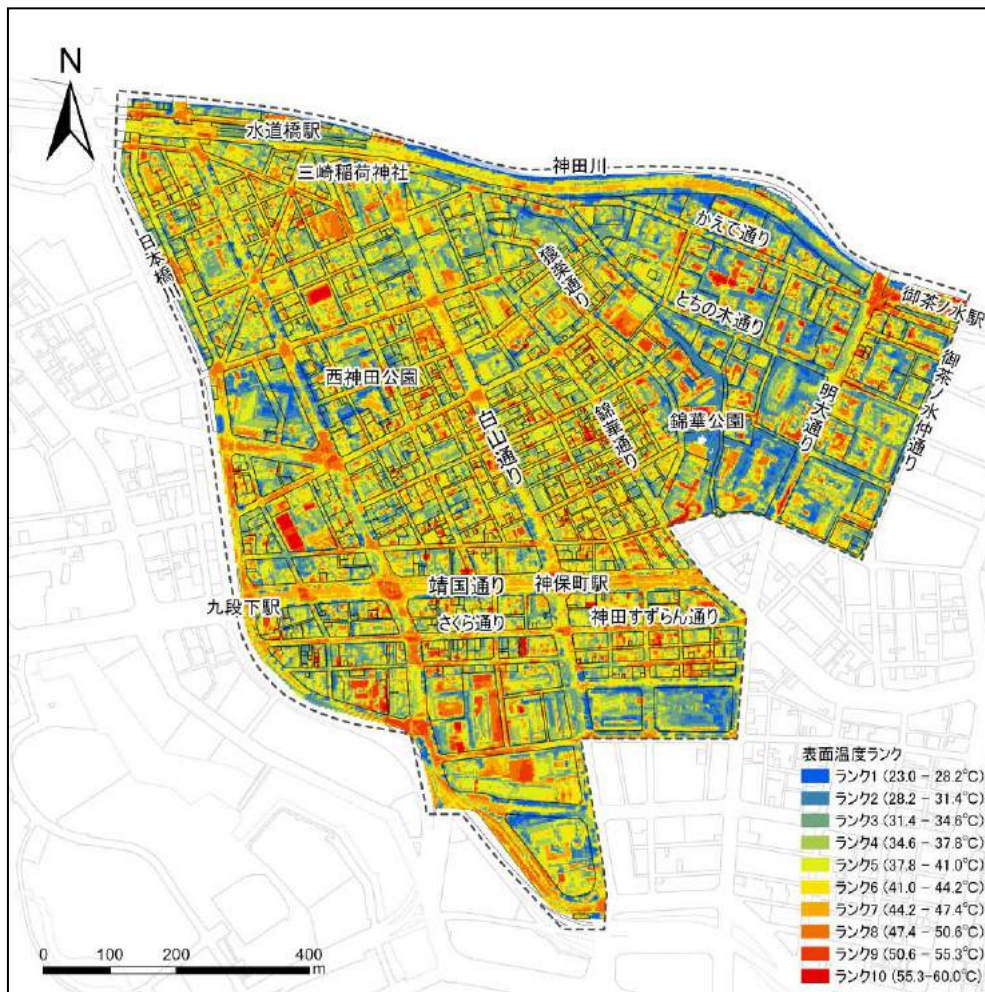 N
水道橋駅
三崎稲荷神社
神田川
日本橋川
猿楽通り
かえで通り
とちの木通り
御茶ノ水駅
御茶ノ水仲通り
明大通り
西神田公園
白山通り
錦華通り
錦華公園
靖国通り
神保町駅
九段下駅
さくら通り
神田すずらん通り
表面温度ランク
ランク1 (23.0 – 28.2℃)
ランク2 (28.2 – 31.4℃)
ランク3 (31.4 – 34.6℃)
ランク4 (34.6 – 37.8℃)
ランク5 (37.8 – 41.0℃)
ランク6 (41.0 – 44.2℃)
ランク7 (44.2 – 47.4℃)
ランク8 (47.4 – 50.6℃)
ランク9 (50.6 – 55.3℃)
ランク10 (55.3-60.0℃)
0 100 200 400
m